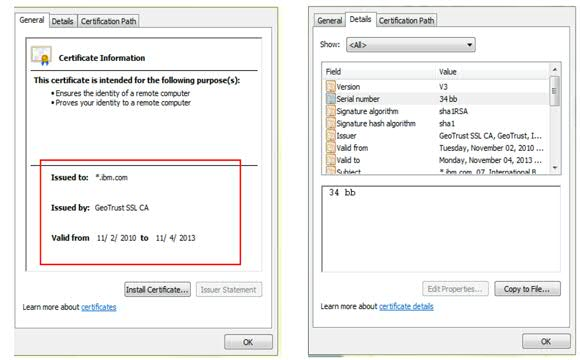 General Details Certification Path
Certificate Information
This certificate is intended for the following purpose(s):
• Ensures the identity of a remote computer
• Proves your identity to a remote computer
Issued to: *.ibm.com
Issued by: GeoTrust SSL CA
Valid from 11/ 2/ 2010 to 11/ 4/ 2013
Install Certificate... Issuer Statement
Learn more about certificates
OK
General Details Certification Path
Show: <All>
Field Value
Version V3
Serial number 34 bb
Signature algorithm sha1RSA
Signature hash algorithm sha1
Issuer GeoTrust SSL CA, GeoTrust, I...
Valid from Tuesday, November 02, 2010 ...
Valid to Monday, November 04, 2013 ...
Subject *.ibm.com, 07, International B...
34 bb
Edit Properties... Copy to File...
Learn more about certificate details
OK